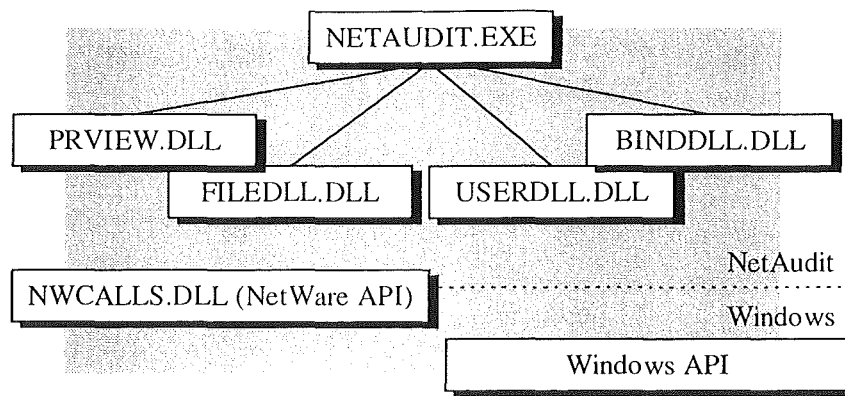 NETAUDIT.EXE
PRVIEW.DLL
BINDDLL.DLL
FILEDLL.DLL
USERDLL.DLL
NetAudit
NWCALLS.DLL (NetWare API)
Windows
Windows API